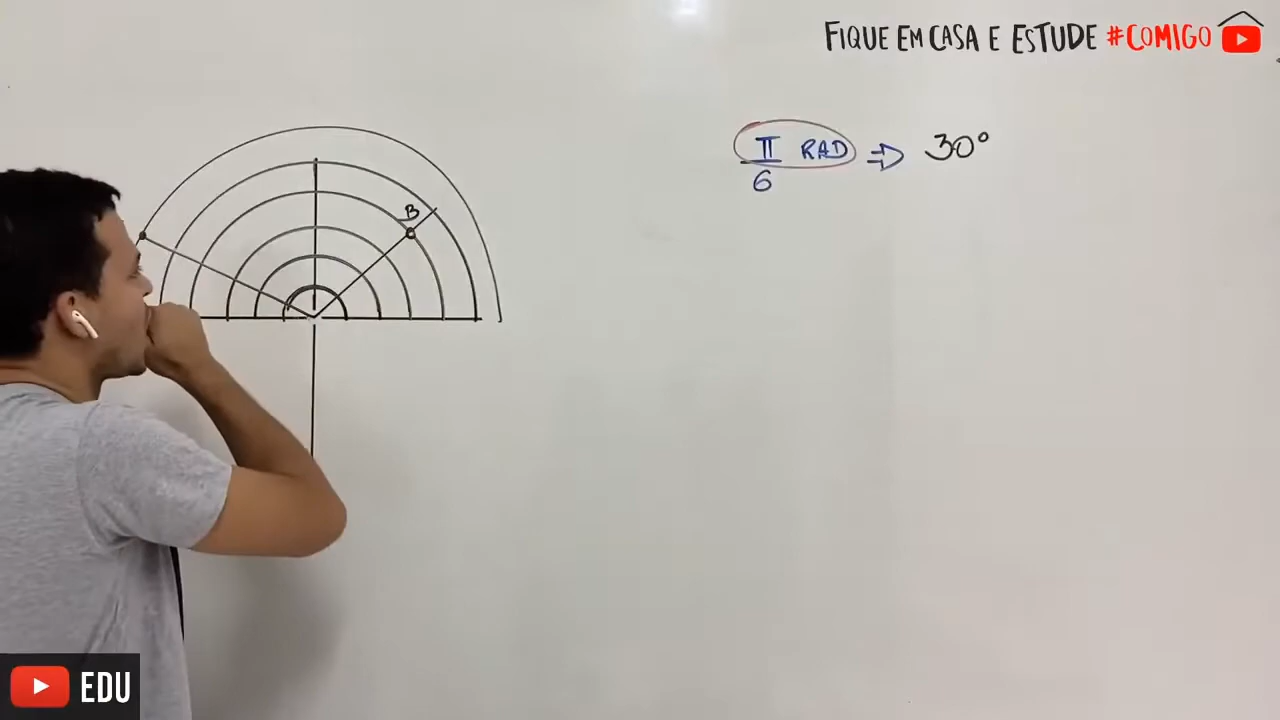 FIQUE EM CASA E ESTUDE #COMIGO
π RAD ⇒ 30°
6
B
EDU